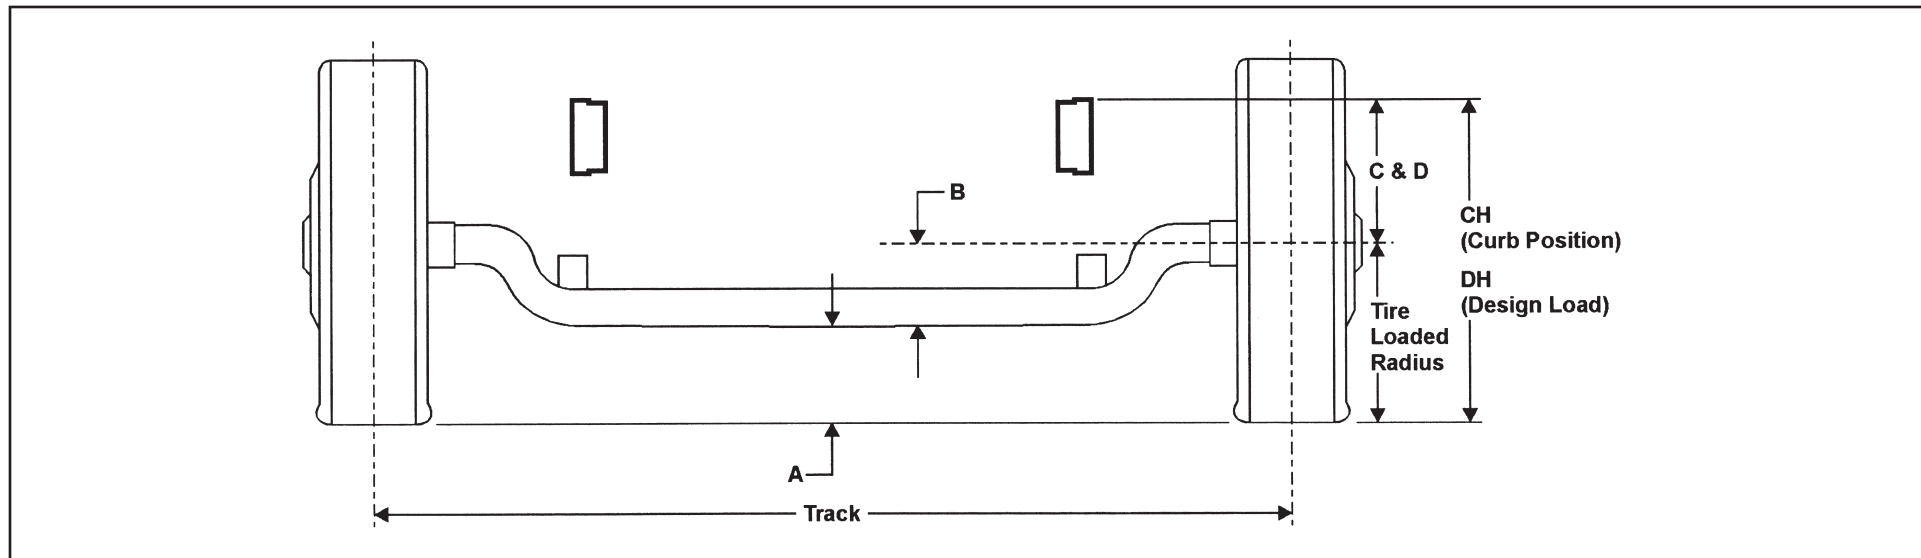 B
C & D
CH
(Curb Position)
DH
(Design Load)
Tire
Loaded
Radius
A
Track